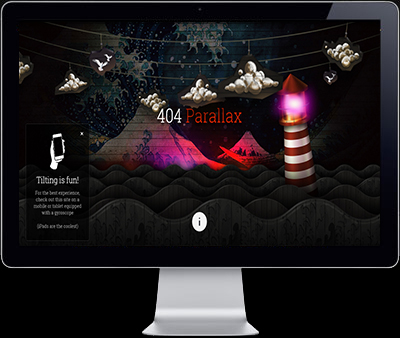 404 Parallax
×
Tilting is fun!
For the best experience,
check out this site on a
mobile or tablet equipped
with a gyroscope
(iPads are the coolest)
i